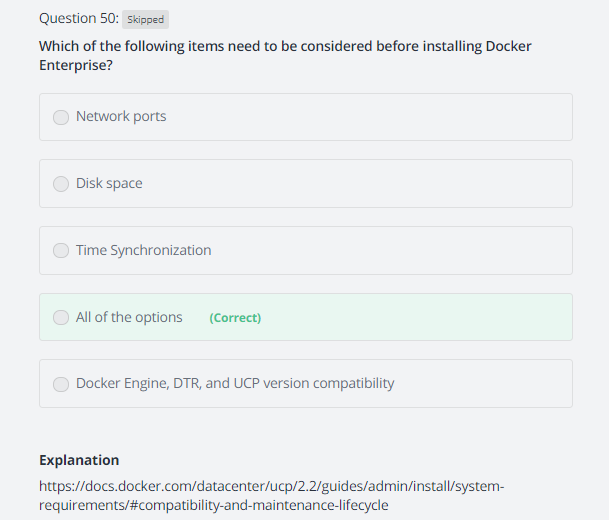 Question 50: Skipped
Which of the following items need to be considered before installing Docker
Enterprise?
Network ports
Disk space
Time Synchronization
All of the options (Correct)
Docker Engine, DTR, and UCP version compatibility
Explanation
https://docs.docker.com/datacenter/ucp/2.2/guides/admin/install/system-
requirements/#compatibility-and-maintenance-lifecycle